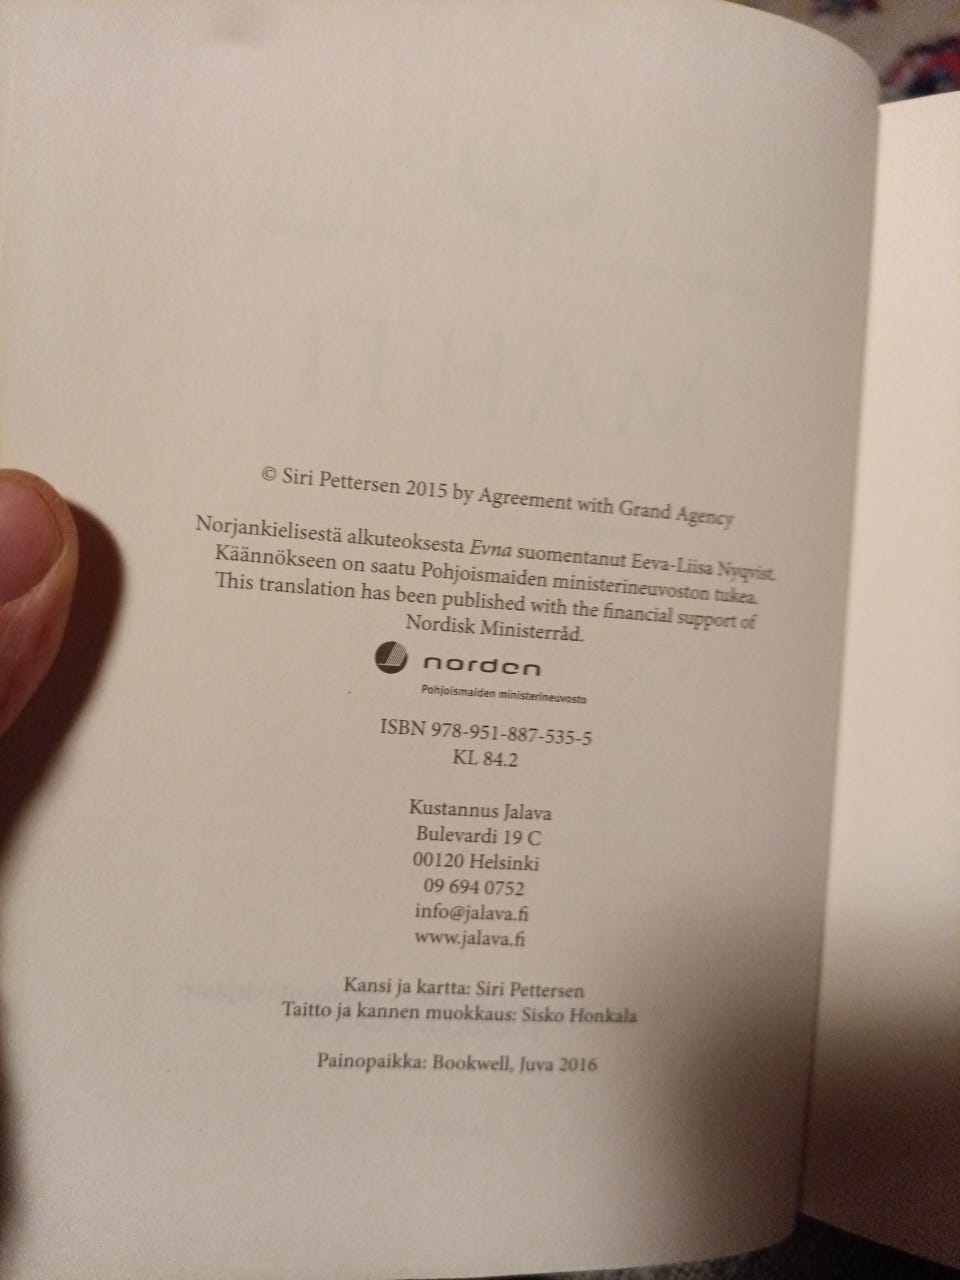 © Siri Pettersen 2015 by Agreement with Grand Agency
Norjankielisestä alkuteoksesta Evna suomentanut Eeva-Liisa Nyqvist.
Käännökseen on saatu Pohjoismaiden ministerineuvoston tukea.
This translation has been published with the financial support of
Nordisk Ministerråd.
norden
Pohjoismaiden ministerineuvosto
ISBN 978-951-887-535-5
KL 84.2
Kustannus Jalava
Bulevardi 19 C
00120 Helsinki
09 694 0752
info@jalava.fi
www.jalava.fi
Kansi ja kartta: Siri Pettersen
Taitto ja kannen muokkaus: Sisko Honkala
Painopaikka: Bookwell, Juva 2016